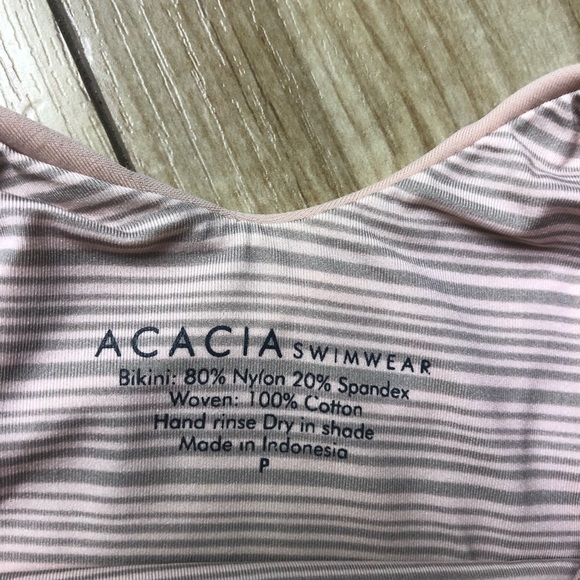 ACACIA SWIMWEAR
Bikini: 80% Nylon 20% Spandex
Woven: 100% Cotton
Hand rinse Dry in shade
Made in Indonesia
P